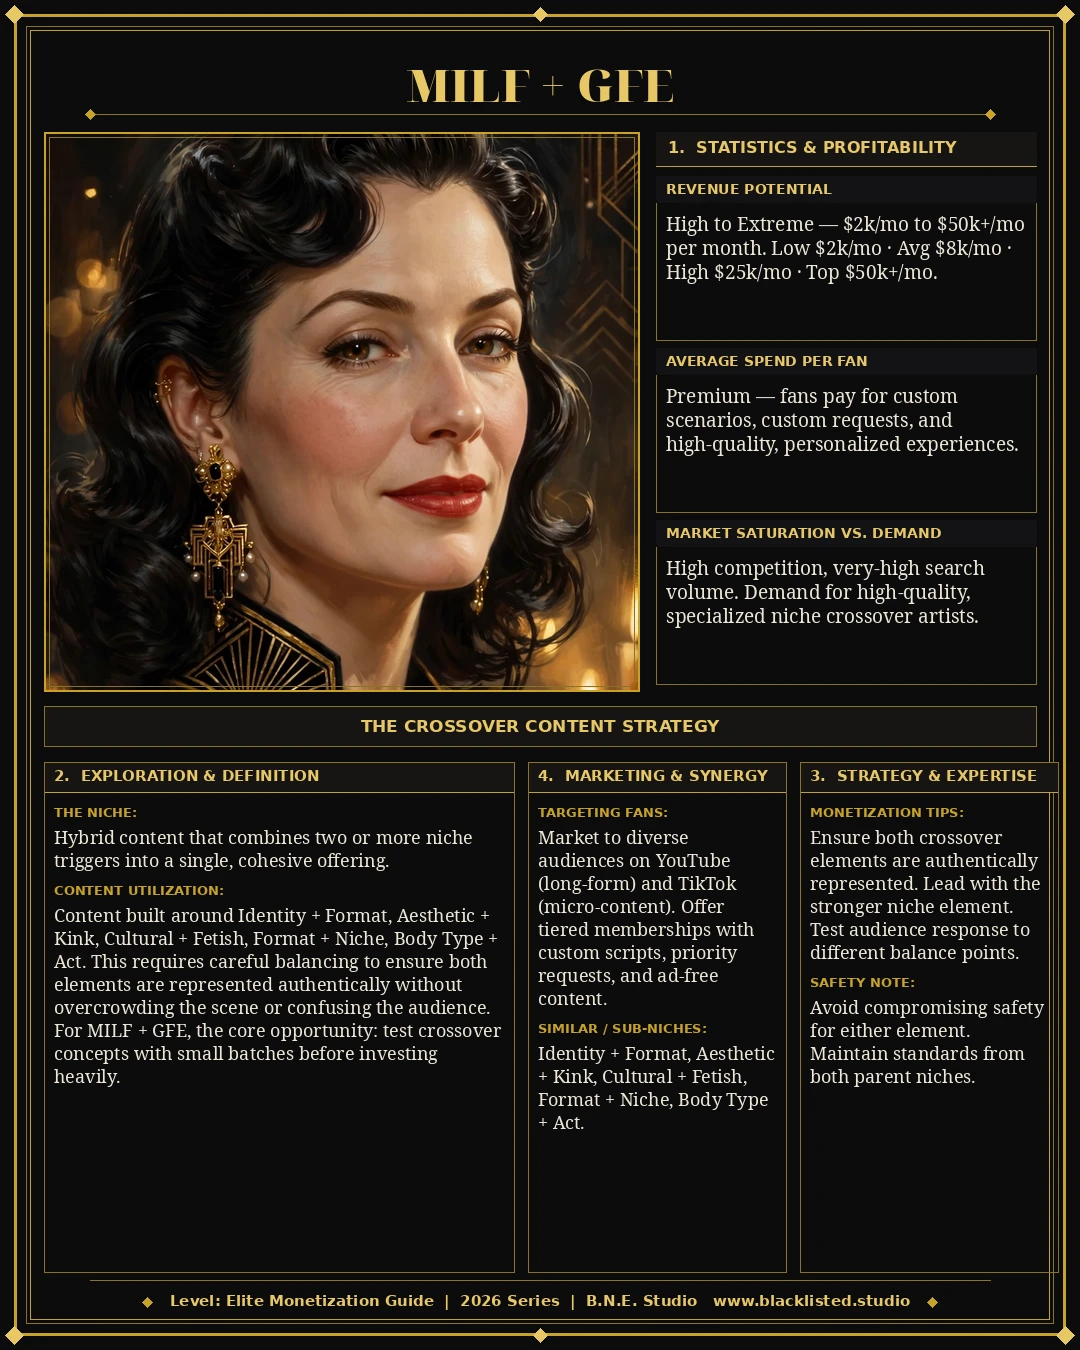 MILF + GFE
1. STATISTICS & PROFITABILITY
REVENUE POTENTIAL
High to Extreme — $2k/mo to $50k+/mo
per month. Low $2k/mo · Avg $8k/mo ·
High $25k/mo · Top $50k+/mo.
AVERAGE SPEND PER FAN
Premium — fans pay for custom
scenarios, custom requests, and
high-quality, personalized experiences.
MARKET SATURATION VS. DEMAND
High competition, very-high search
volume. Demand for high-quality,
specialized niche crossover artists.
THE CROSSOVER CONTENT STRATEGY
2. EXPLORATION & DEFINITION
THE NICHE:
Hybrid content that combines two or more niche
triggers into a single, cohesive offering.
CONTENT UTILIZATION:
Content built around Identity + Format, Aesthetic +
Kink, Cultural + Fetish, Format + Niche, Body Type +
Act. This requires careful balancing to ensure both
elements are represented authentically without
overcrowding the scene or confusing the audience.
For MILF + GFE, the core opportunity: test crossover
concepts with small batches before investing
heavily.
4. MARKETING & SYNERGY
TARGETING FANS:
Market to diverse
audiences on YouTube
(long-form) and TikTok
(micro-content). Offer
tiered memberships with
custom scripts, priority
requests, and ad-free
content.
SIMILAR / SUB-NICHES:
Identity + Format, Aesthetic
+ Kink, Cultural + Fetish,
Format + Niche, Body Type
+ Act.
3. STRATEGY & EXPERTISE
MONETIZATION TIPS:
Ensure both crossover
elements are authentically
represented. Lead with the
stronger niche element.
Test audience response to
different balance points.
SAFETY NOTE:
Avoid compromising safety
for either element.
Maintain standards from
both parent niches.
Level: Elite Monetization Guide | 2026 Series | B.N.E. Studio www.blacklisted.studio